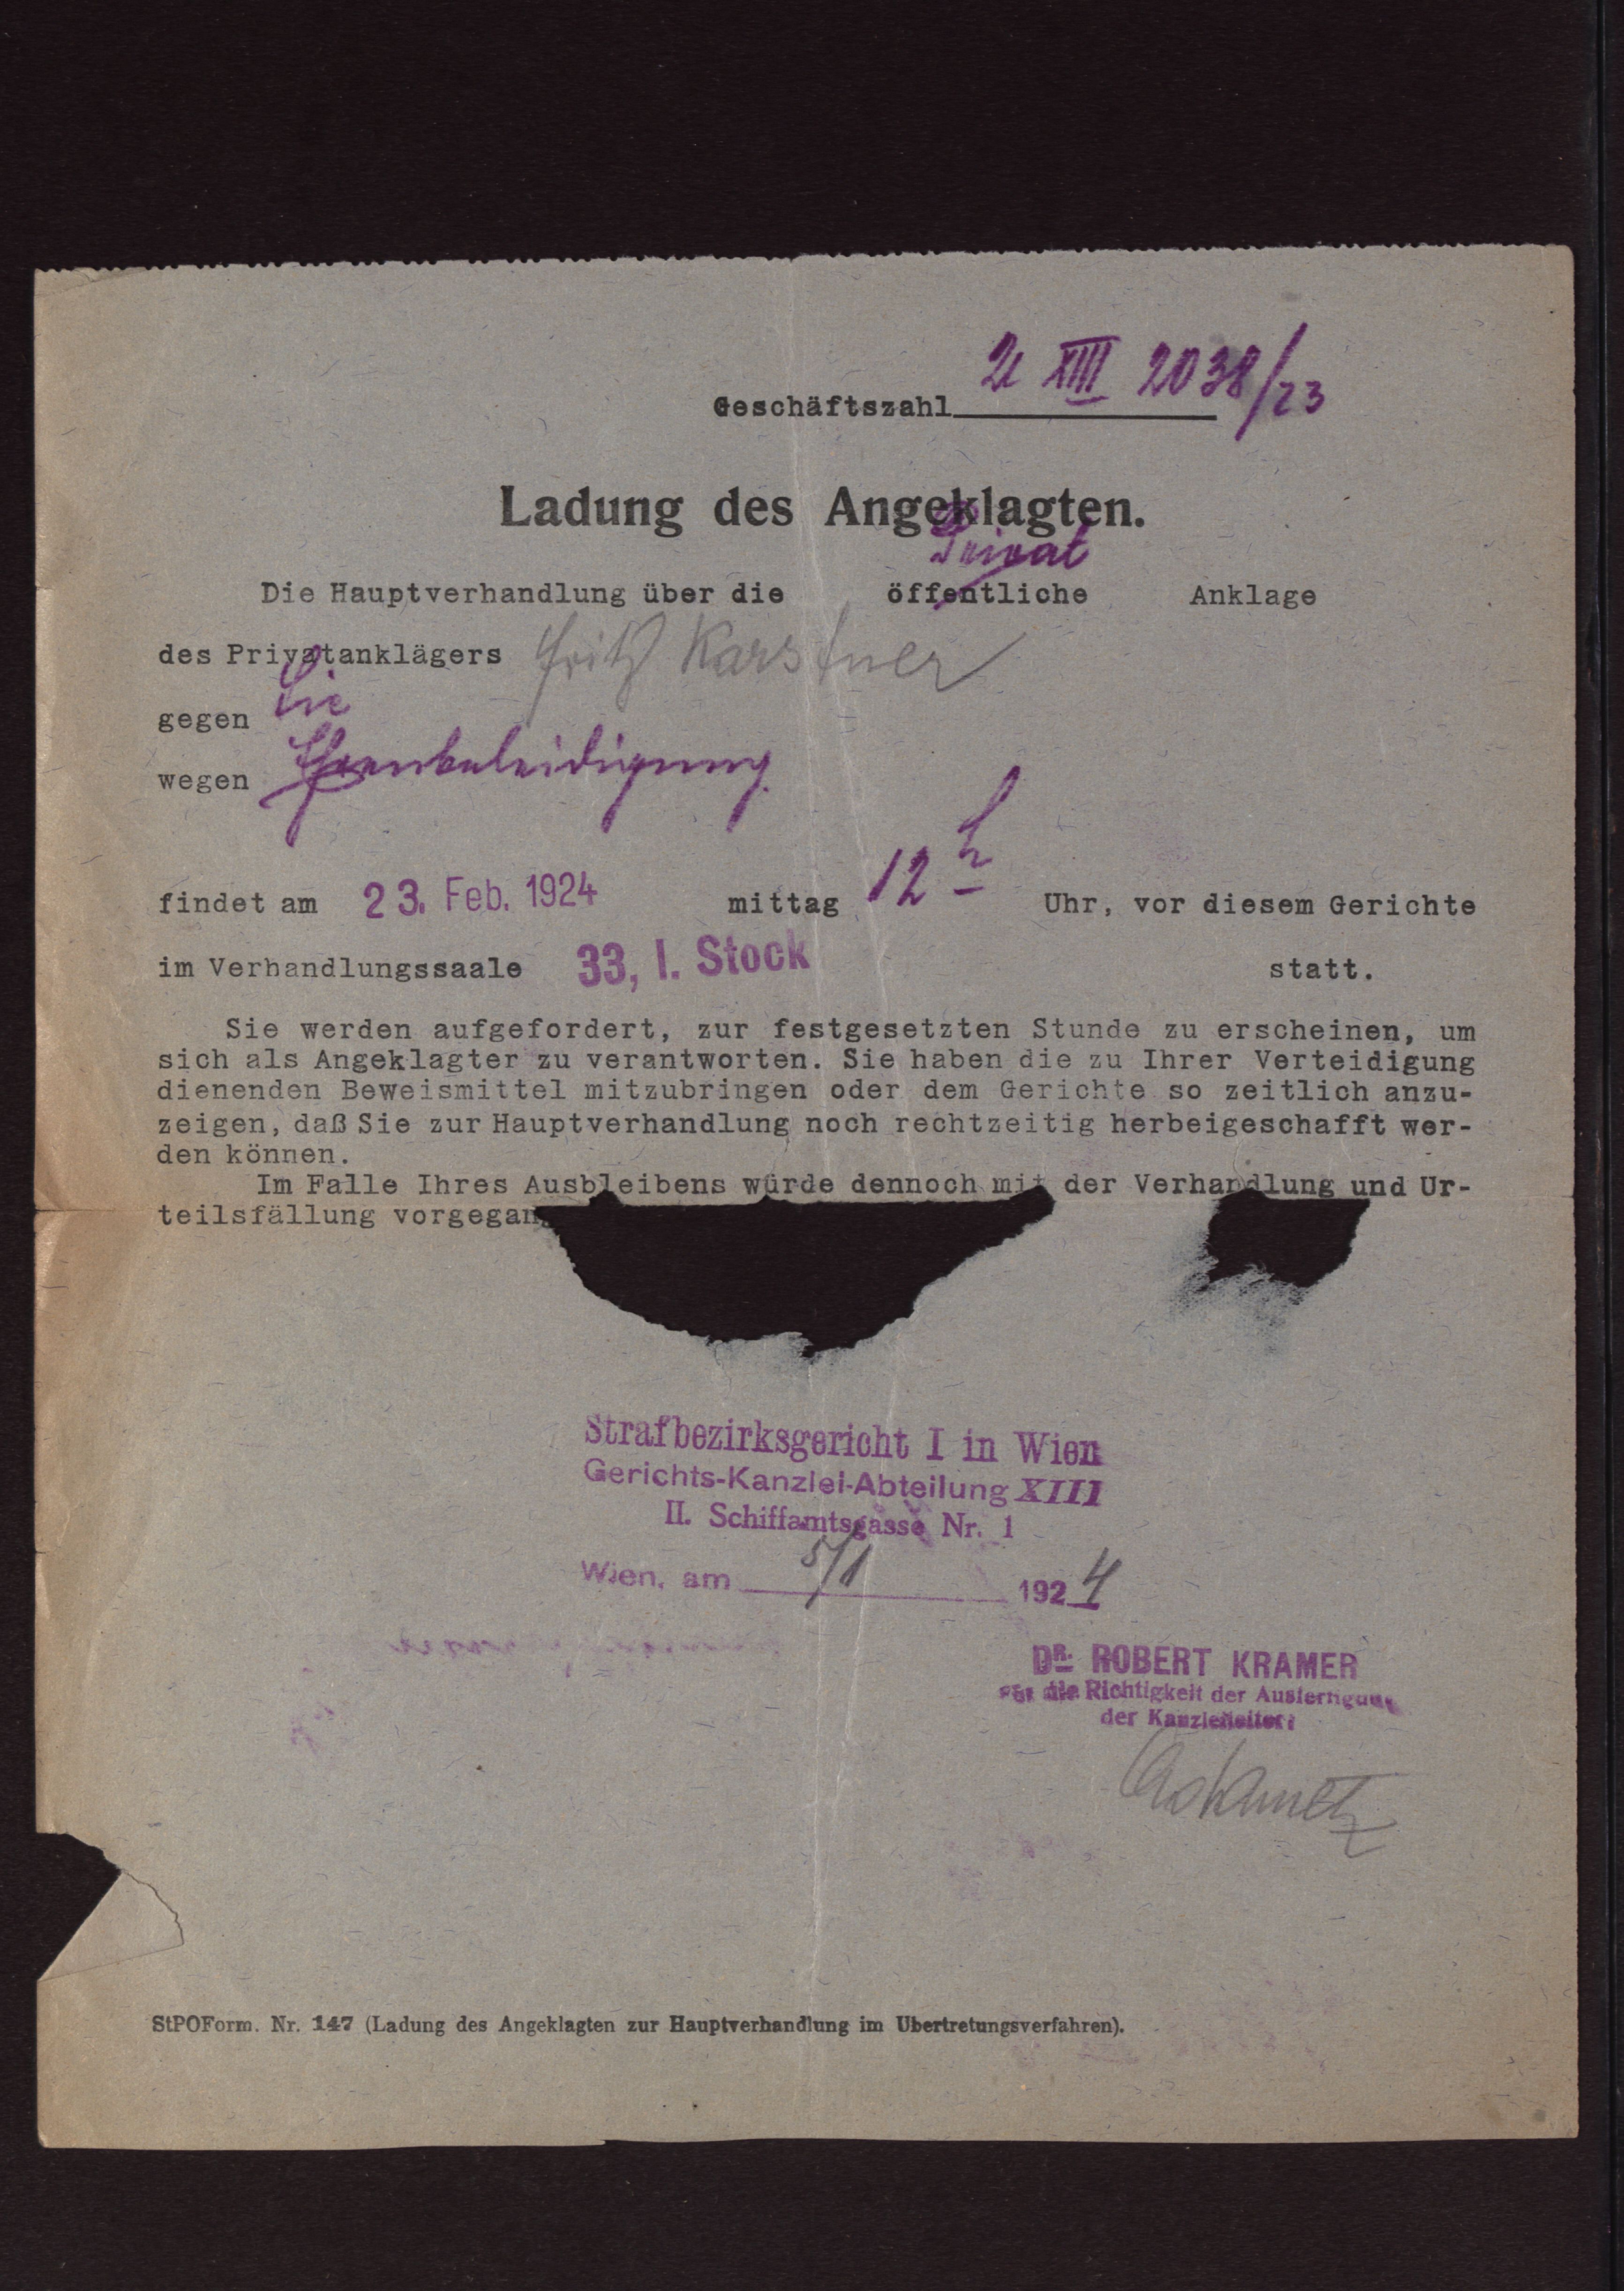 Geschäftszahl 2 XIII 2038/23
Ladung des Angeklagten.
Privat
Die Hauptverhandlung über die öffentliche Anklage
des Privatanklägers Fritz Karstner
gegen Sie
wegen Ehrenbeleidigung
findet am 23. Feb. 1924 mittag 12 h Uhr, vor diesem Gerichte
im Verhandlungssaale 33, I. Stock statt.
Sie werden aufgefordert, zur festgesetzten Stunde zu erscheinen, um
sich als Angeklagter zu verantworten. Sie haben die zu Ihrer Verteidigung
dienenden Beweismittel mitzubringen oder dem Gerichte so zeitlich anzu-
zeigen, daß Sie zur Hauptverhandlung noch rechtzeitig herbeigeschafft wer-
den können.
Im Falle Ihres Ausbleibens würde dennoch mit der Verhandlung und Ur-
teilsfällung vorgegan
Strafbezirksgericht I in Wien
Gerichts-Kanzlei-Abteilung XIII
II. Schiffamtsgasse Nr. 1
Wien, am 5/1 1924
DR. ROBERT KRAMER
Für die Richtigkeit der Ausfertigung
der Kanzleileiter:
StPOForm. Nr. 147 (Ladung des Angeklagten zur Hauptverhandlung im Ubertretungsverfahren).